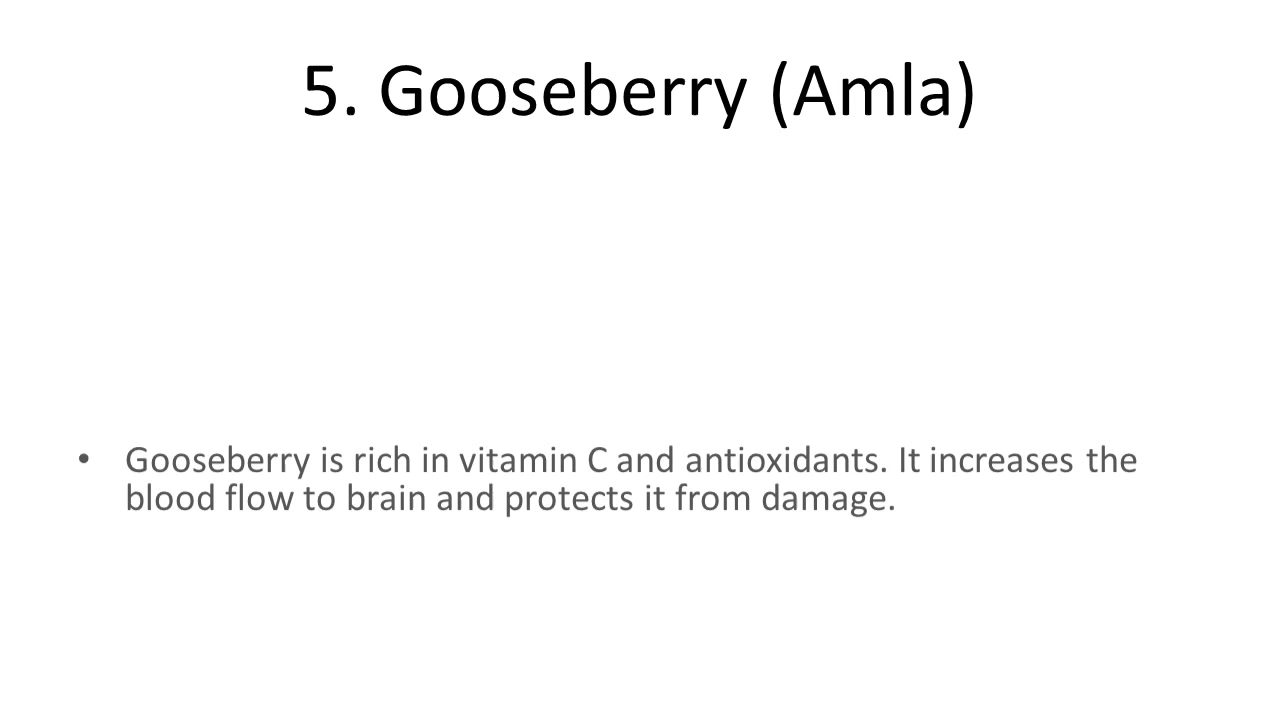 5. Gooseberry (Amla)
• Gooseberry is rich in vitamin C and antioxidants. It increases the
blood flow to brain and protects it from damage.